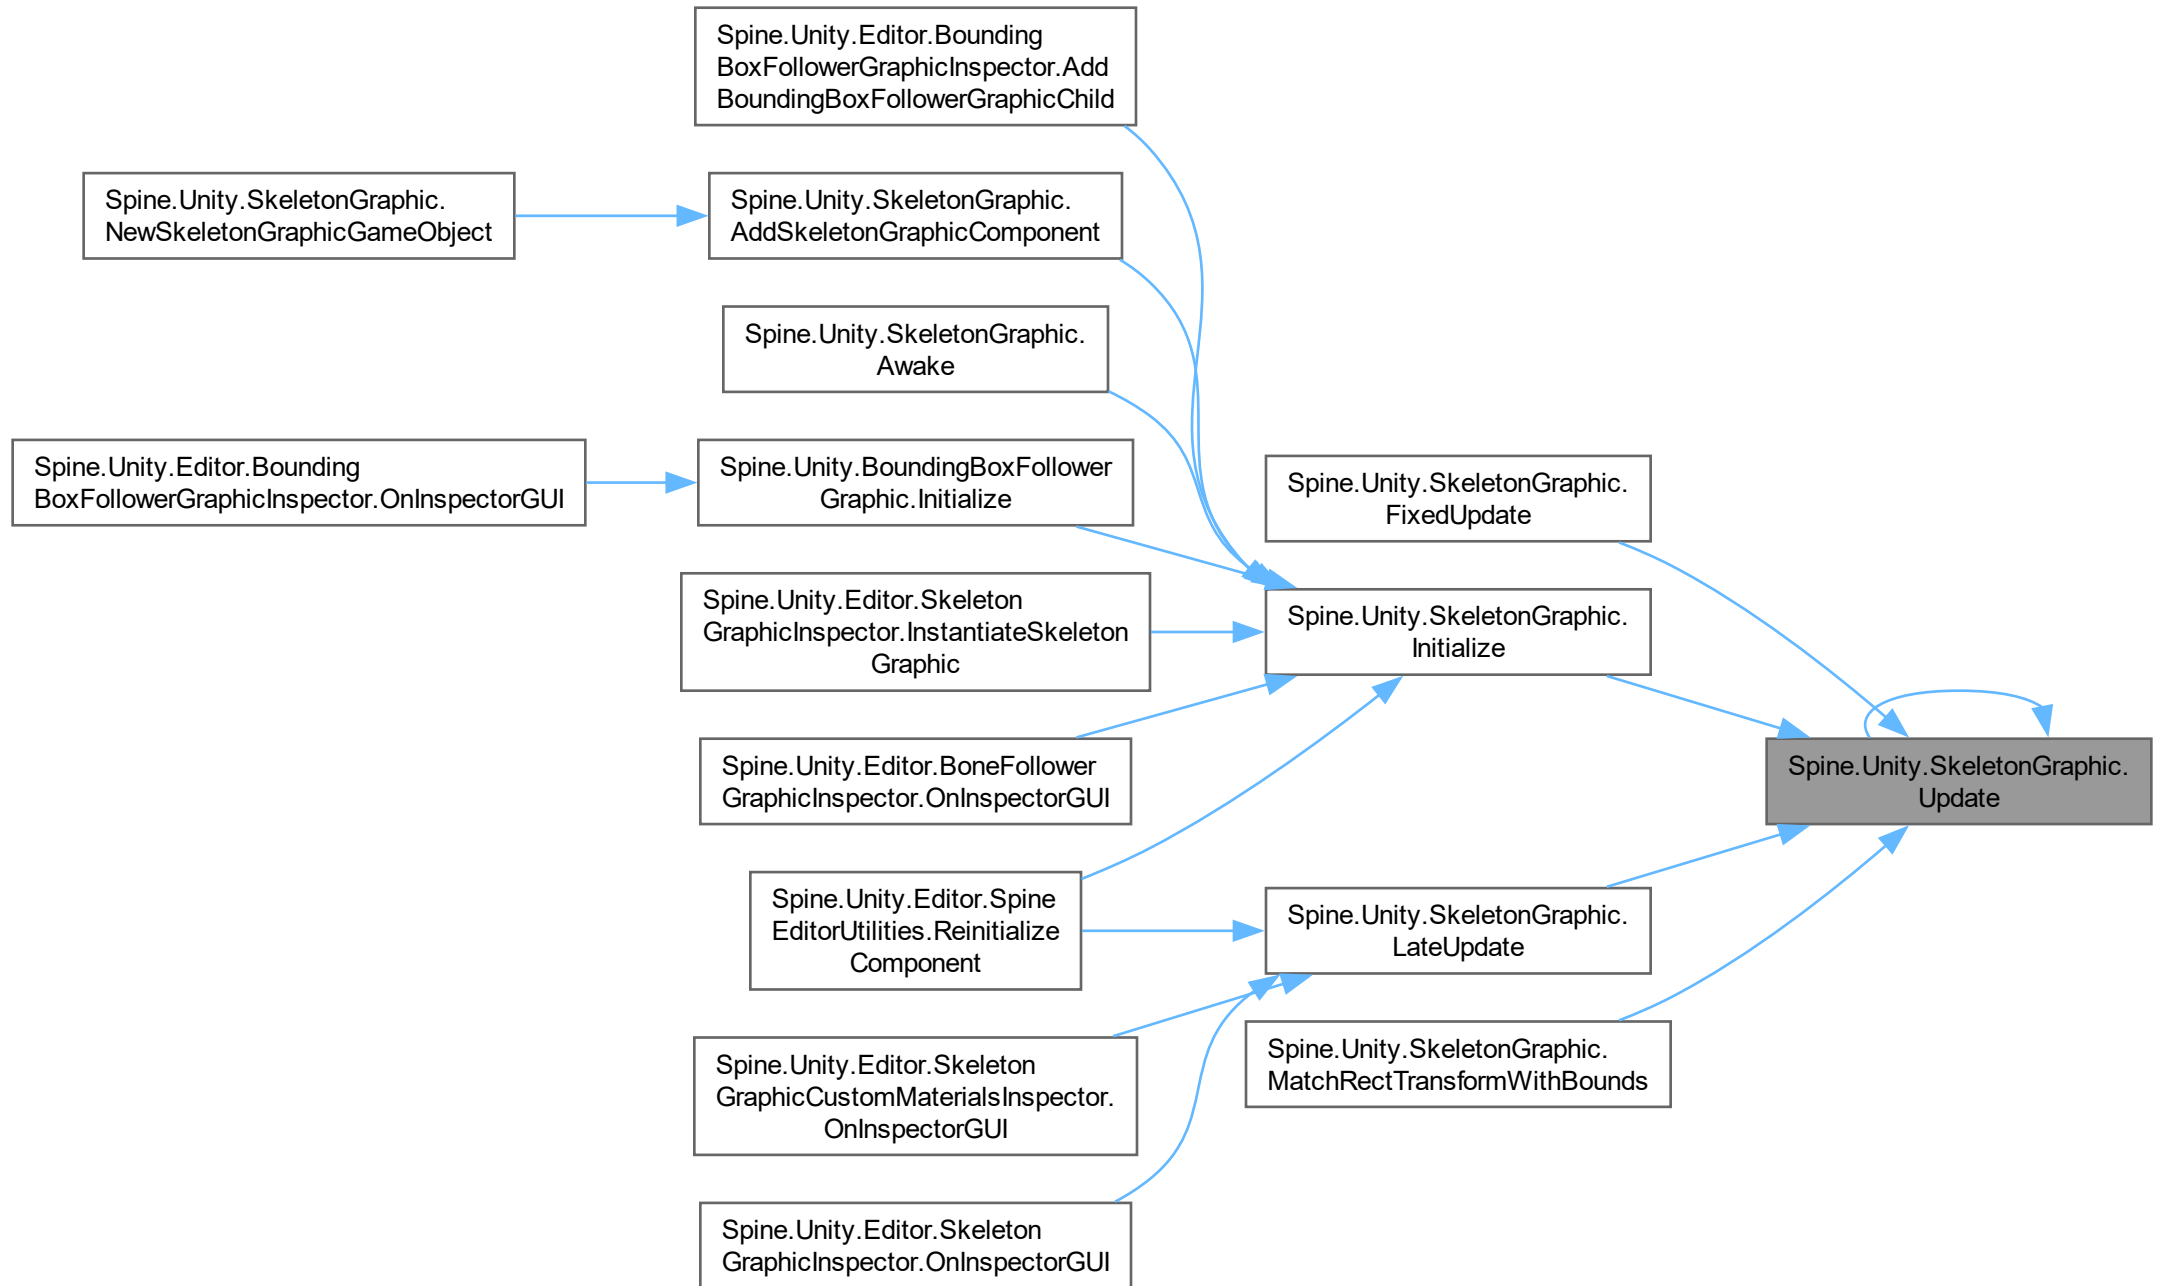 Spine.Unity.Editor.Bounding
BoxFollowerGraphicInspector.Add
BoundingBoxFollowerGraphicChild
Spine.Unity.SkeletonGraphic.
NewSkeletonGraphicGameObject
Spine.Unity.SkeletonGraphic.
AddSkeletonGraphicComponent
Spine.Unity.SkeletonGraphic.
Awake
Spine.Unity.Editor.Bounding
BoxFollowerGraphicInspector.OnInspectorGUI
Spine.Unity.BoundingBoxFollower
Graphic.Initialize
Spine.Unity.SkeletonGraphic.
FixedUpdate
Spine.Unity.Editor.Skeleton
GraphicInspector.InstantiateSkeleton
Graphic
Spine.Unity.SkeletonGraphic.
Initialize
Spine.Unity.Editor.BoneFollower
GraphicInspector.OnInspectorGUI
Spine.Unity.SkeletonGraphic.
Update
Spine.Unity.Editor.Spine
EditorUtilities.Reinitialize
Component
Spine.Unity.SkeletonGraphic.
LateUpdate
Spine.Unity.Editor.Skeleton
GraphicCustomMaterialsInspector.
OnInspectorGUI
Spine.Unity.SkeletonGraphic.
MatchRectTransformWithBounds
Spine.Unity.Editor.Skeleton
GraphicInspector.OnInspectorGUI